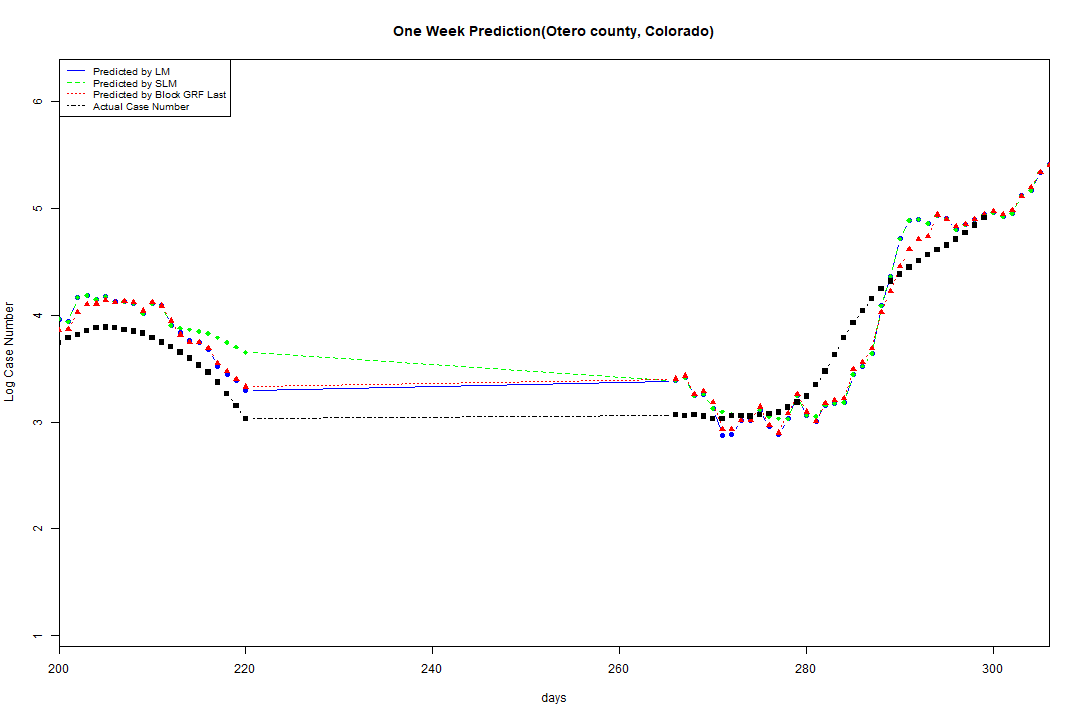 One Week Prediction(Otero county, Colorado)
Predicted by LM
Predicted by SLM
Predicted by Block GRF Last
Actual Case Number
6
5
4
3
2
1
Log Case Number
200 220 240 260 280 300
days